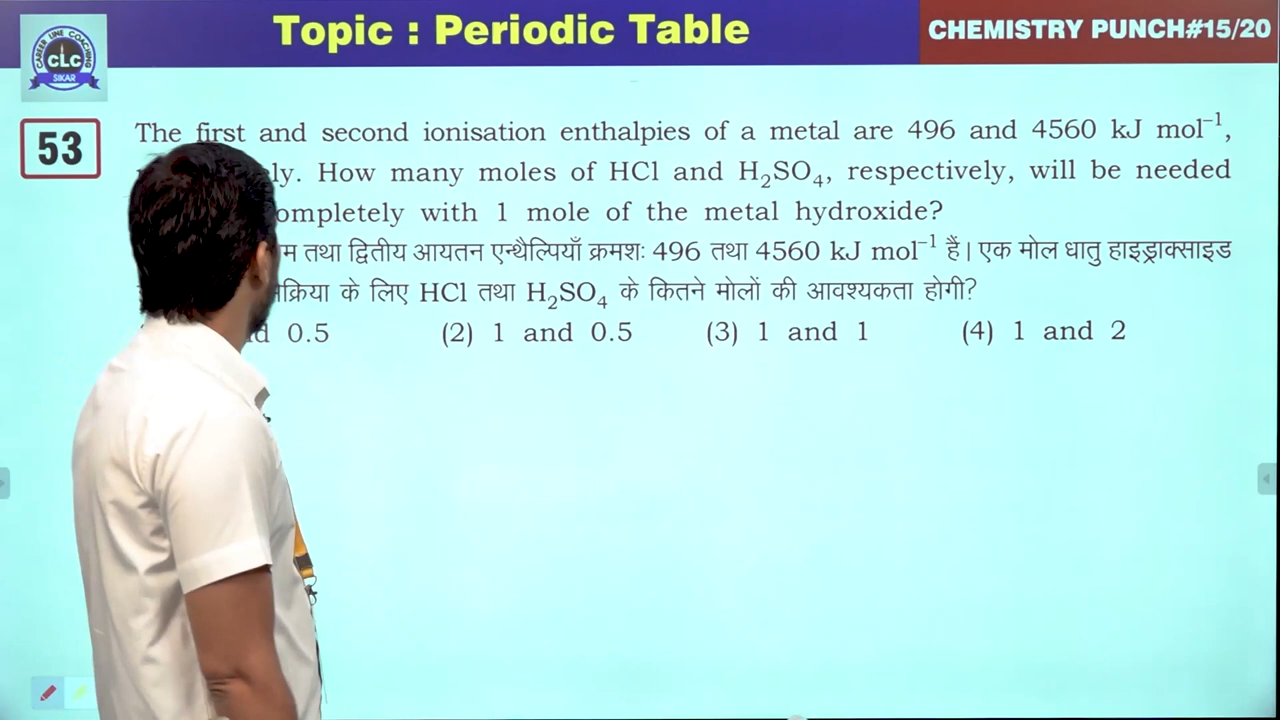 Topic : Periodic Table
CHEMISTRY PUNCH#15/20
CAREER LINE COACHING
CLC
SIKAR
53
The first and second ionisation enthalpies of a metal are 496 and 4560 kJ mol⁻¹,
ely. How many moles of HCl and H₂SO₄, respectively, will be needed
ompletely with 1 mole of the metal hydroxide?
म तथा द्वितीय आयतन एन्थैल्पियाँ क्रमशः 496 तथा 4560 kJ mol⁻¹ हैं। एक मोल धातु हाइड्राक्साइड
क्रिया के लिए HCl तथा H₂SO₄ के कितने मोलों की आवश्यकता होगी?
d 0.5 (2) 1 and 0.5 (3) 1 and 1 (4) 1 and 2